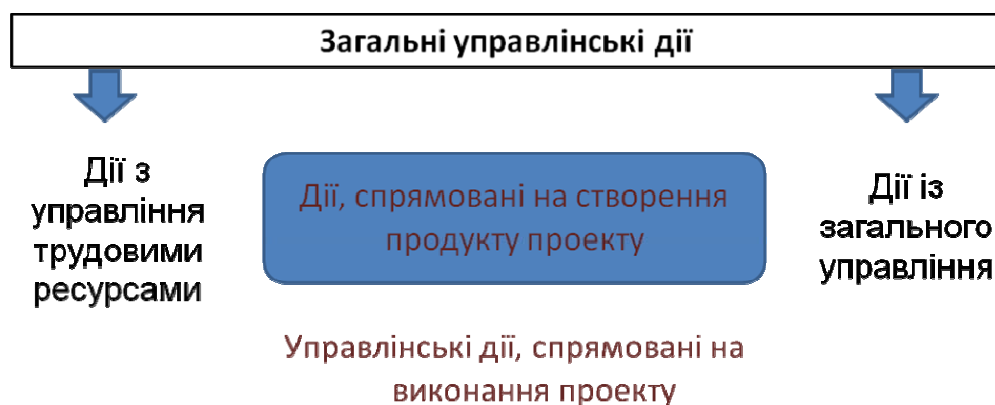 Загальні управлінські дії
Дії з
управління
трудовими
ресурсами
Дії, спрямовані на створення
продукту проекту
Дії із
загального
управління
Управлінські дії, спрямовані на
виконання проекту